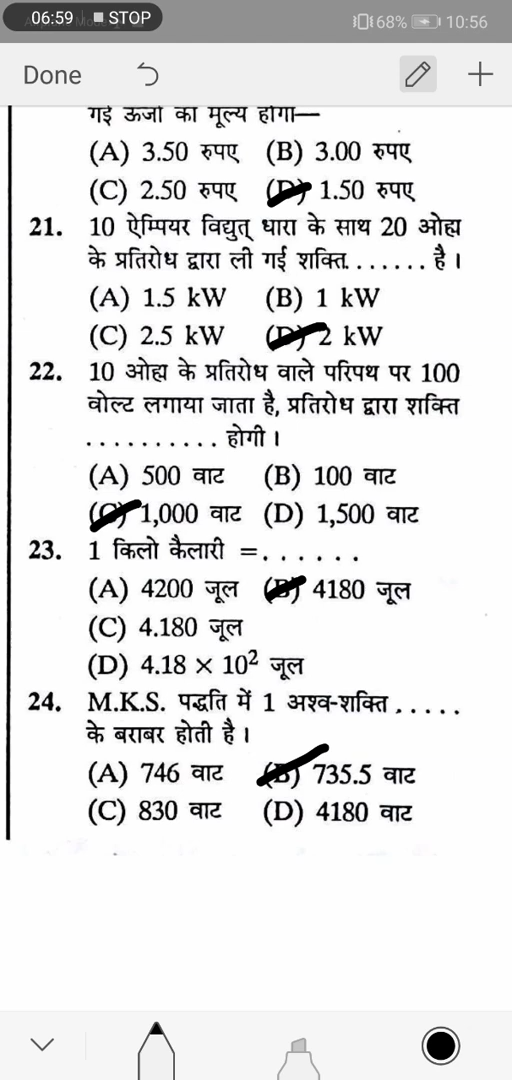 06:59 STOP
68% 10:56
Done
गई ऊर्जा का मूल्य होगा—
(A) 3.50 रुपए (B) 3.00 रुपए
(C) 2.50 रुपए (D) 1.50 रुपए
21. 10 ऐम्पियर विद्युत् धारा के साथ 20 ओह्म
के प्रतिरोध द्वारा ली गई शक्ति....... है।
(A) 1.5 kW (B) 1 kW
(C) 2.5 kW (D) 2 kW
22. 10 ओह्म के प्रतिरोध वाले परिपथ पर 100
वोल्ट लगाया जाता है, प्रतिरोध द्वारा शक्ति
.......... होगी।
(A) 500 वाट (B) 100 वाट
(C) 1,000 वाट (D) 1,500 वाट
23. 1 किलो कैलारी =......
(A) 4200 जूल (B) 4180 जूल
(C) 4.180 जूल
(D) 4.18 × 10² जूल
24. M.K.S. पद्धति में 1 अश्व-शक्ति.....
के बराबर होती है।
(A) 746 वाट (B) 735.5 वाट
(C) 830 वाट (D) 4180 वाट